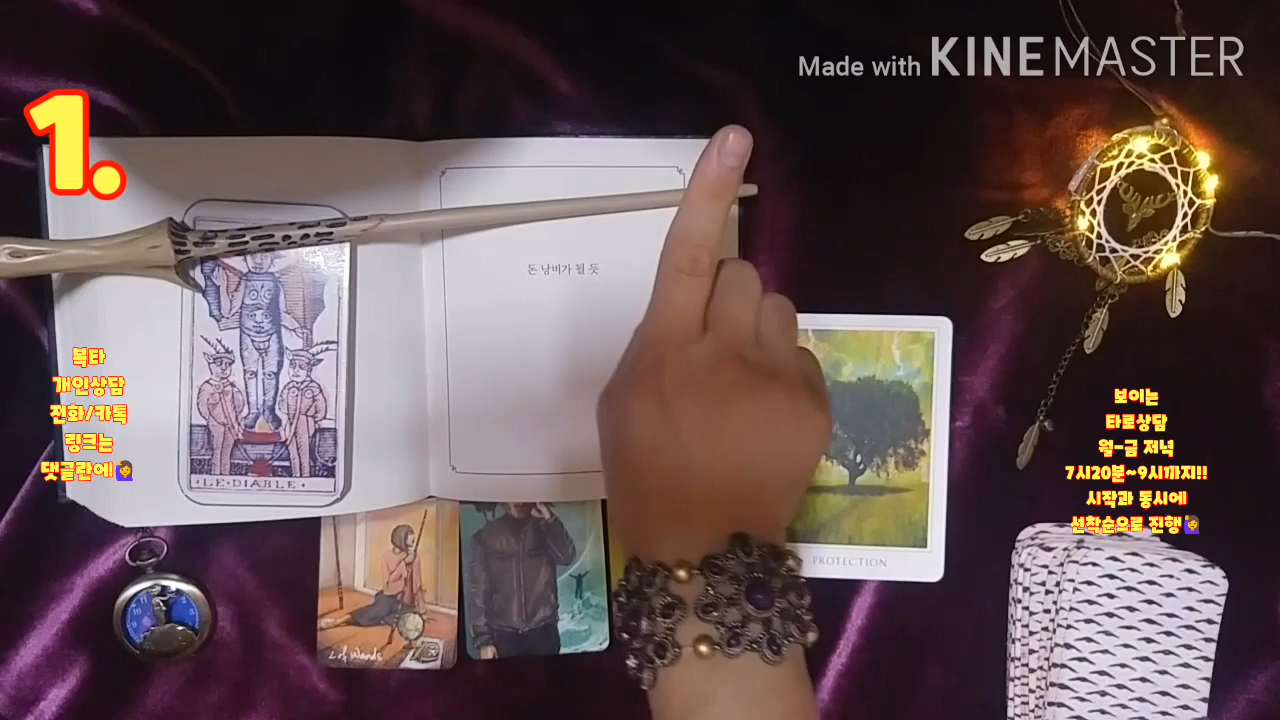 Made with KINEMASTER
1.
돈 낭비가 될 듯
복타
개인상담
전화/카톡
링크는
댓글란에🙋‍♀️
보이는
타로상담
월-금 저녁
7시20분~9시까지!!
시작과 동시에
선착순으로 진행🙋‍♀️
LE·DIABLE·
2 of Wands
PROTECTION